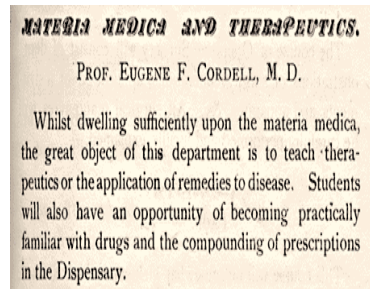 MATERIA MEDICA AND THERAPEUTICS.
PROF. EUGENE F. CORDELL, M. D.
Whilst dwelling sufficiently upon the materia medica,
the great object of this department is to teach thera-
peutics or the application of remedies to disease. Students
will also have an opportunity of becoming practically
familiar with drugs and the compounding of prescriptions
in the Dispensary.